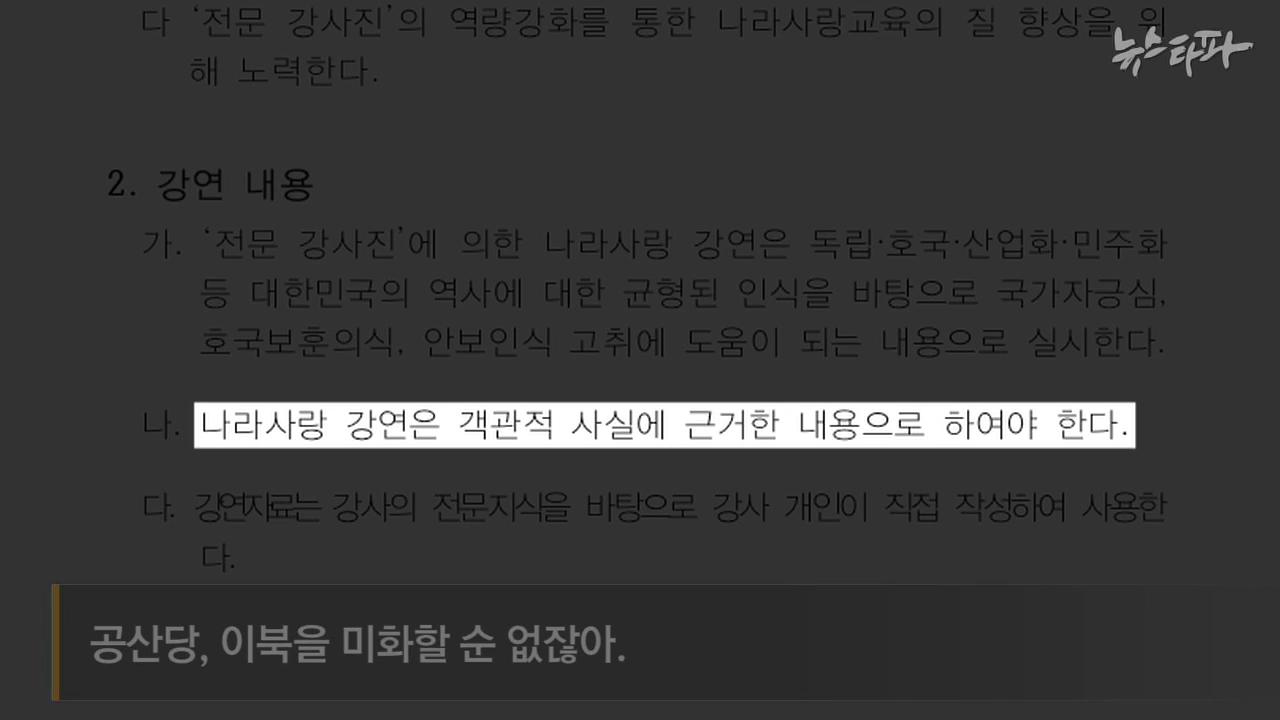 뉴스타파
다 ‘전문 강사진’의 역량강화를 통한 나라사랑교육의 질 향상을 위
해 노력한다.
2. 강연 내용
가. ‘전문 강사진’에 의한 나라사랑 강연은 독립·호국·산업화·민주화
등 대한민국의 역사에 대한 균형된 인식을 바탕으로 국가자긍심,
호국보훈의식, 안보인식 고취에 도움이 되는 내용으로 실시한다.
나. 나라사랑 강연은 객관적 사실에 근거한 내용으로 하여야 한다.
다. 강연자료는 강사의 전문지식을 바탕으로 강사 개인이 직접 작성하여 사용한
다.
공산당, 이북을 미화할 순 없잖아.